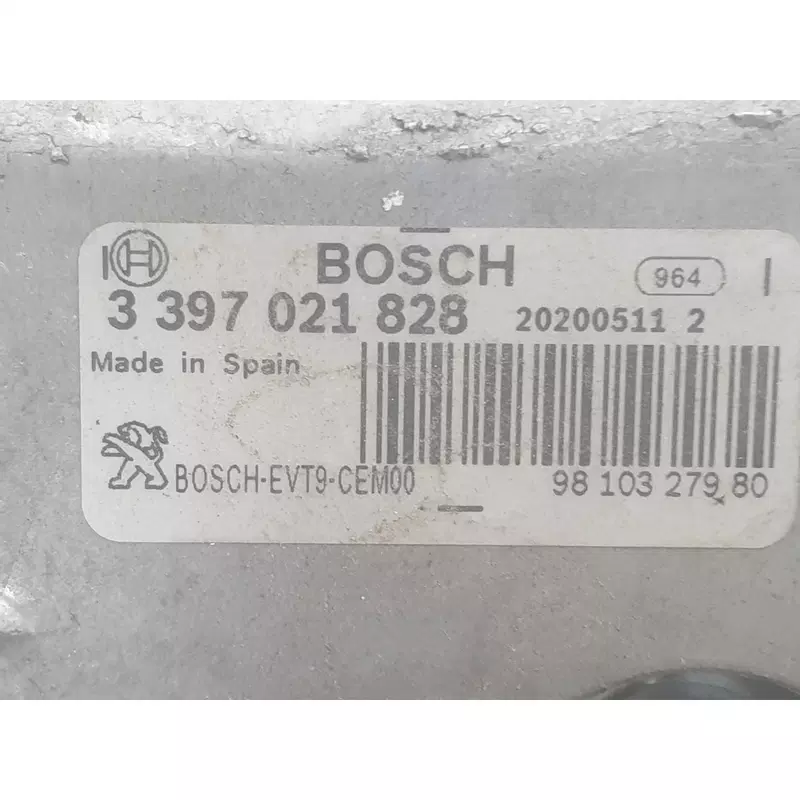 BOSCH 964
3 397 021 828 20200511 2
Made in Spain
BOSCH-EVT9-CEM00 98 103 279 80